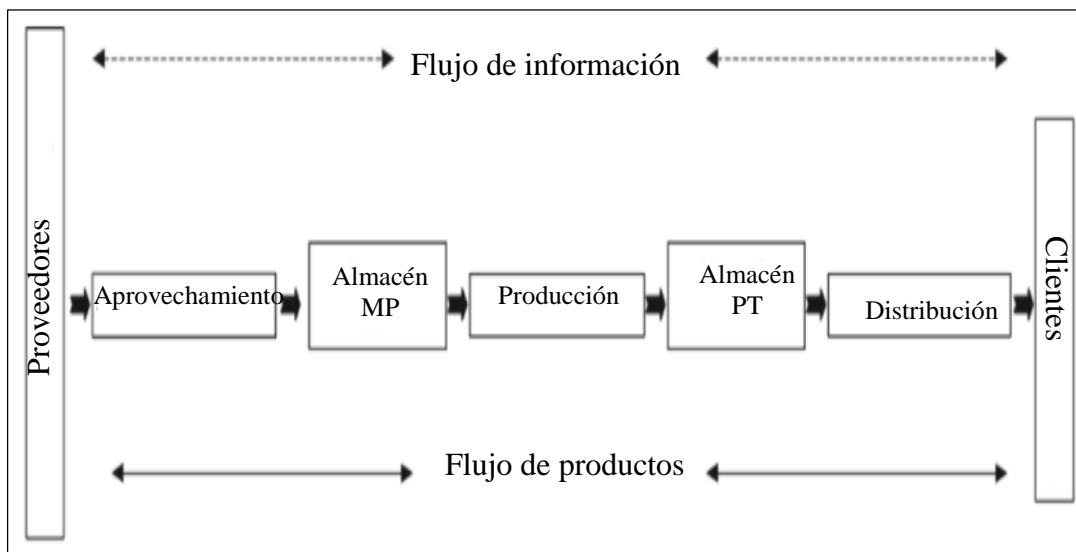 Flujo de información
Proveedores
Aprovechamiento
Almacén
MP
Producción
Almacén
PT
Distribución
Clientes
Flujo de productos